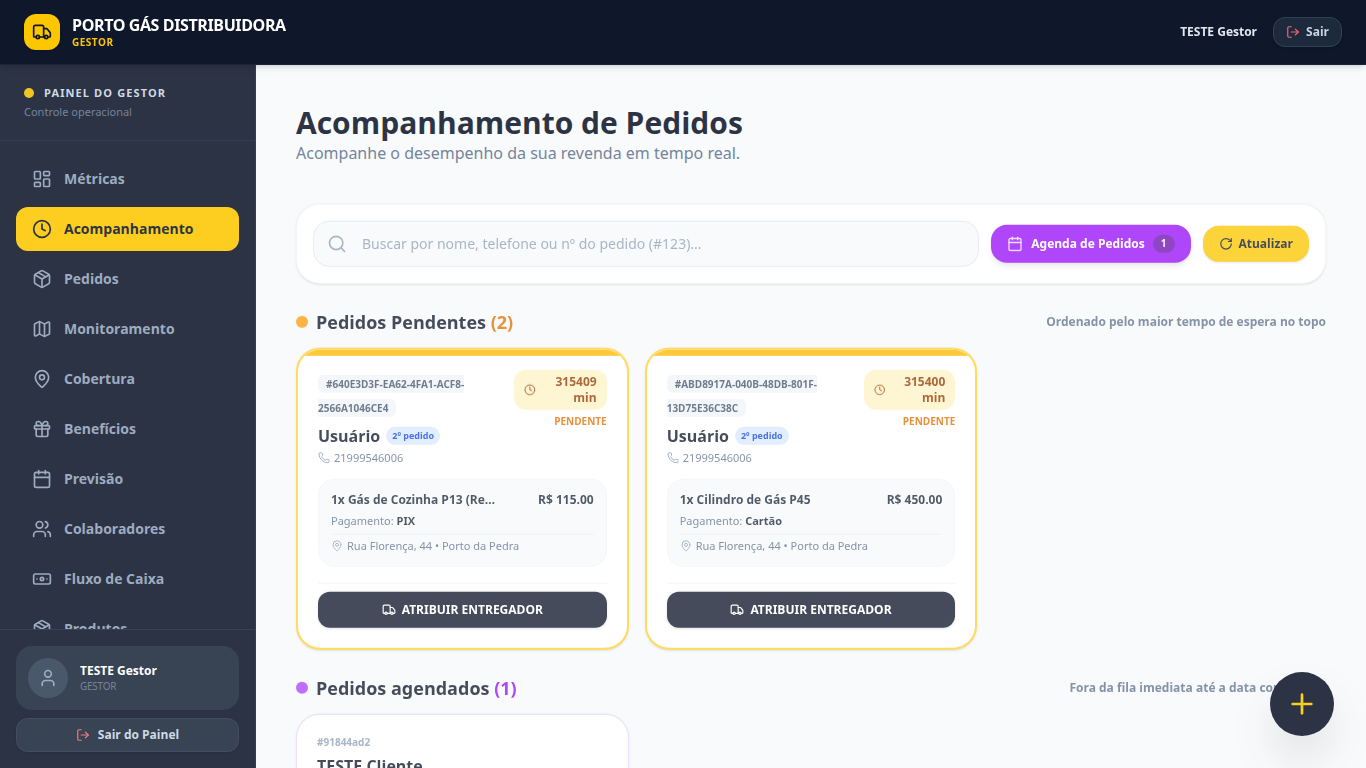 PORTO GÁS DISTRIBUIDORA
GESTOR
TESTE Gestor
Sair
PAINEL DO GESTOR
Controle operacional
Métricas
Acompanhamento
Pedidos
Monitoramento
Cobertura
Benefícios
Previsão
Colaboradores
Fluxo de Caixa
Produtos
TESTE Gestor
GESTOR
Sair do Painel
Acompanhamento de Pedidos
Acompanhe o desempenho da sua revenda em tempo real.
Buscar por nome, telefone ou nº do pedido (#123)...
Agenda de Pedidos 1
Atualizar
Pedidos Pendentes (2)
Ordenado pelo maior tempo de espera no topo
#640E3D3F-EA62-4FA1-ACF8-
2566A1046CE4
315409
min
PENDENTE
Usuário 2º pedido
21999546006
1x Gás de Cozinha P13 (Re... R$ 115.00
Pagamento: PIX
Rua Florença, 44 • Porto da Pedra
ATRIBUIR ENTREGADOR
#ABD8917A-040B-48DB-801F-
13D75E36C38C
315400
min
PENDENTE
Usuário 2º pedido
21999546006
1x Cilindro de Gás P45 R$ 450.00
Pagamento: Cartão
Rua Florença, 44 • Porto da Pedra
ATRIBUIR ENTREGADOR
Pedidos agendados (1)
Fora da fila imediata até a data
#91844ad2
TESTE Cliente